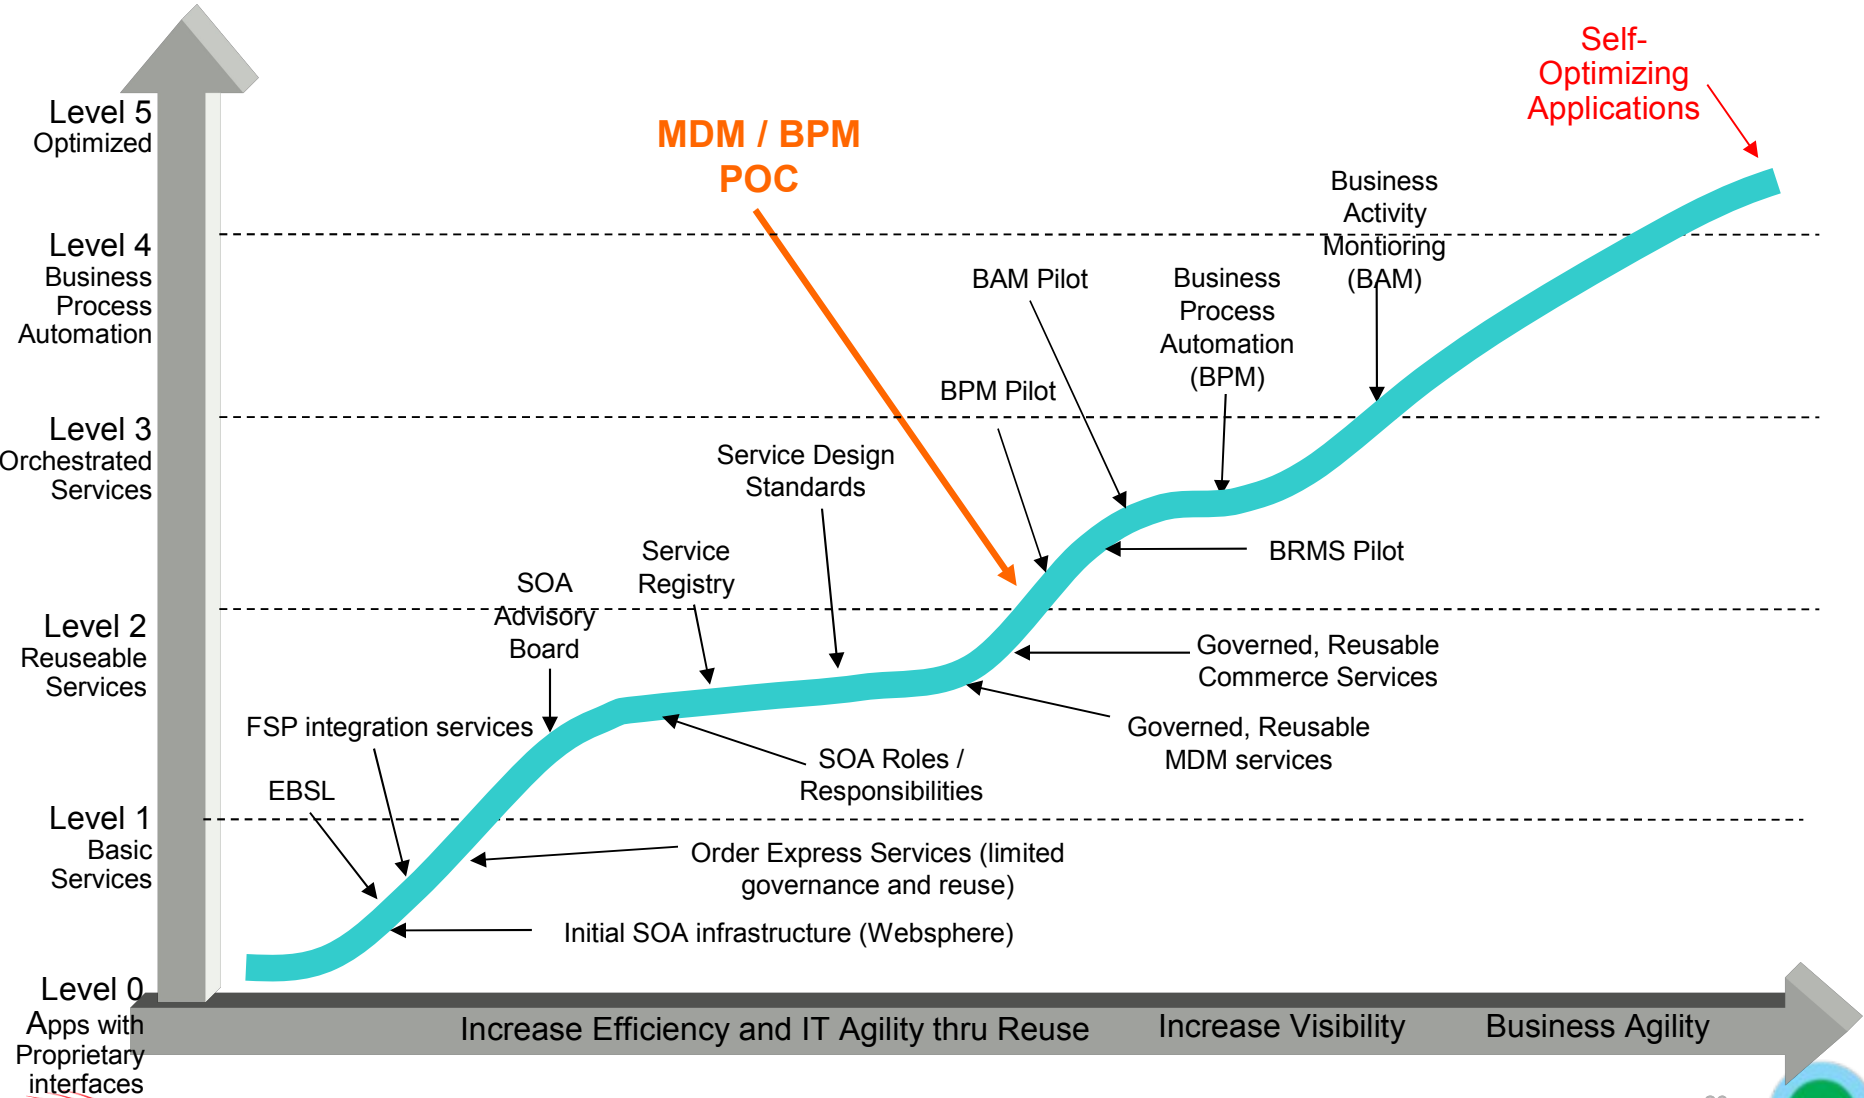 Self-
Optimizing
Applications
Level 5
Optimized
MDM / BPM
POC
Business
Activity
Montioring
(BAM)
Level 4
Business
Process
Automation
BAM Pilot
Business
Process
Automation
(BPM)
BPM Pilot
Level 3
Orchestrated
Services
Service Design
Standards
Service
Registry
BRMS Pilot
SOA
Advisory
Board
Level 2
Reuseable
Services
Governed, Reusable
Commerce Services
FSP integration services
Governed, Reusable
MDM services
SOA Roles /
Responsibilities
EBSL
Level 1
Basic
Services
Order Express Services (limited
governance and reuse)
Initial SOA infrastructure (Websphere)
Level 0
Apps with
Proprietary
interfaces
Increase Efficiency and IT Agility thru Reuse
Increase Visibility
Business Agility